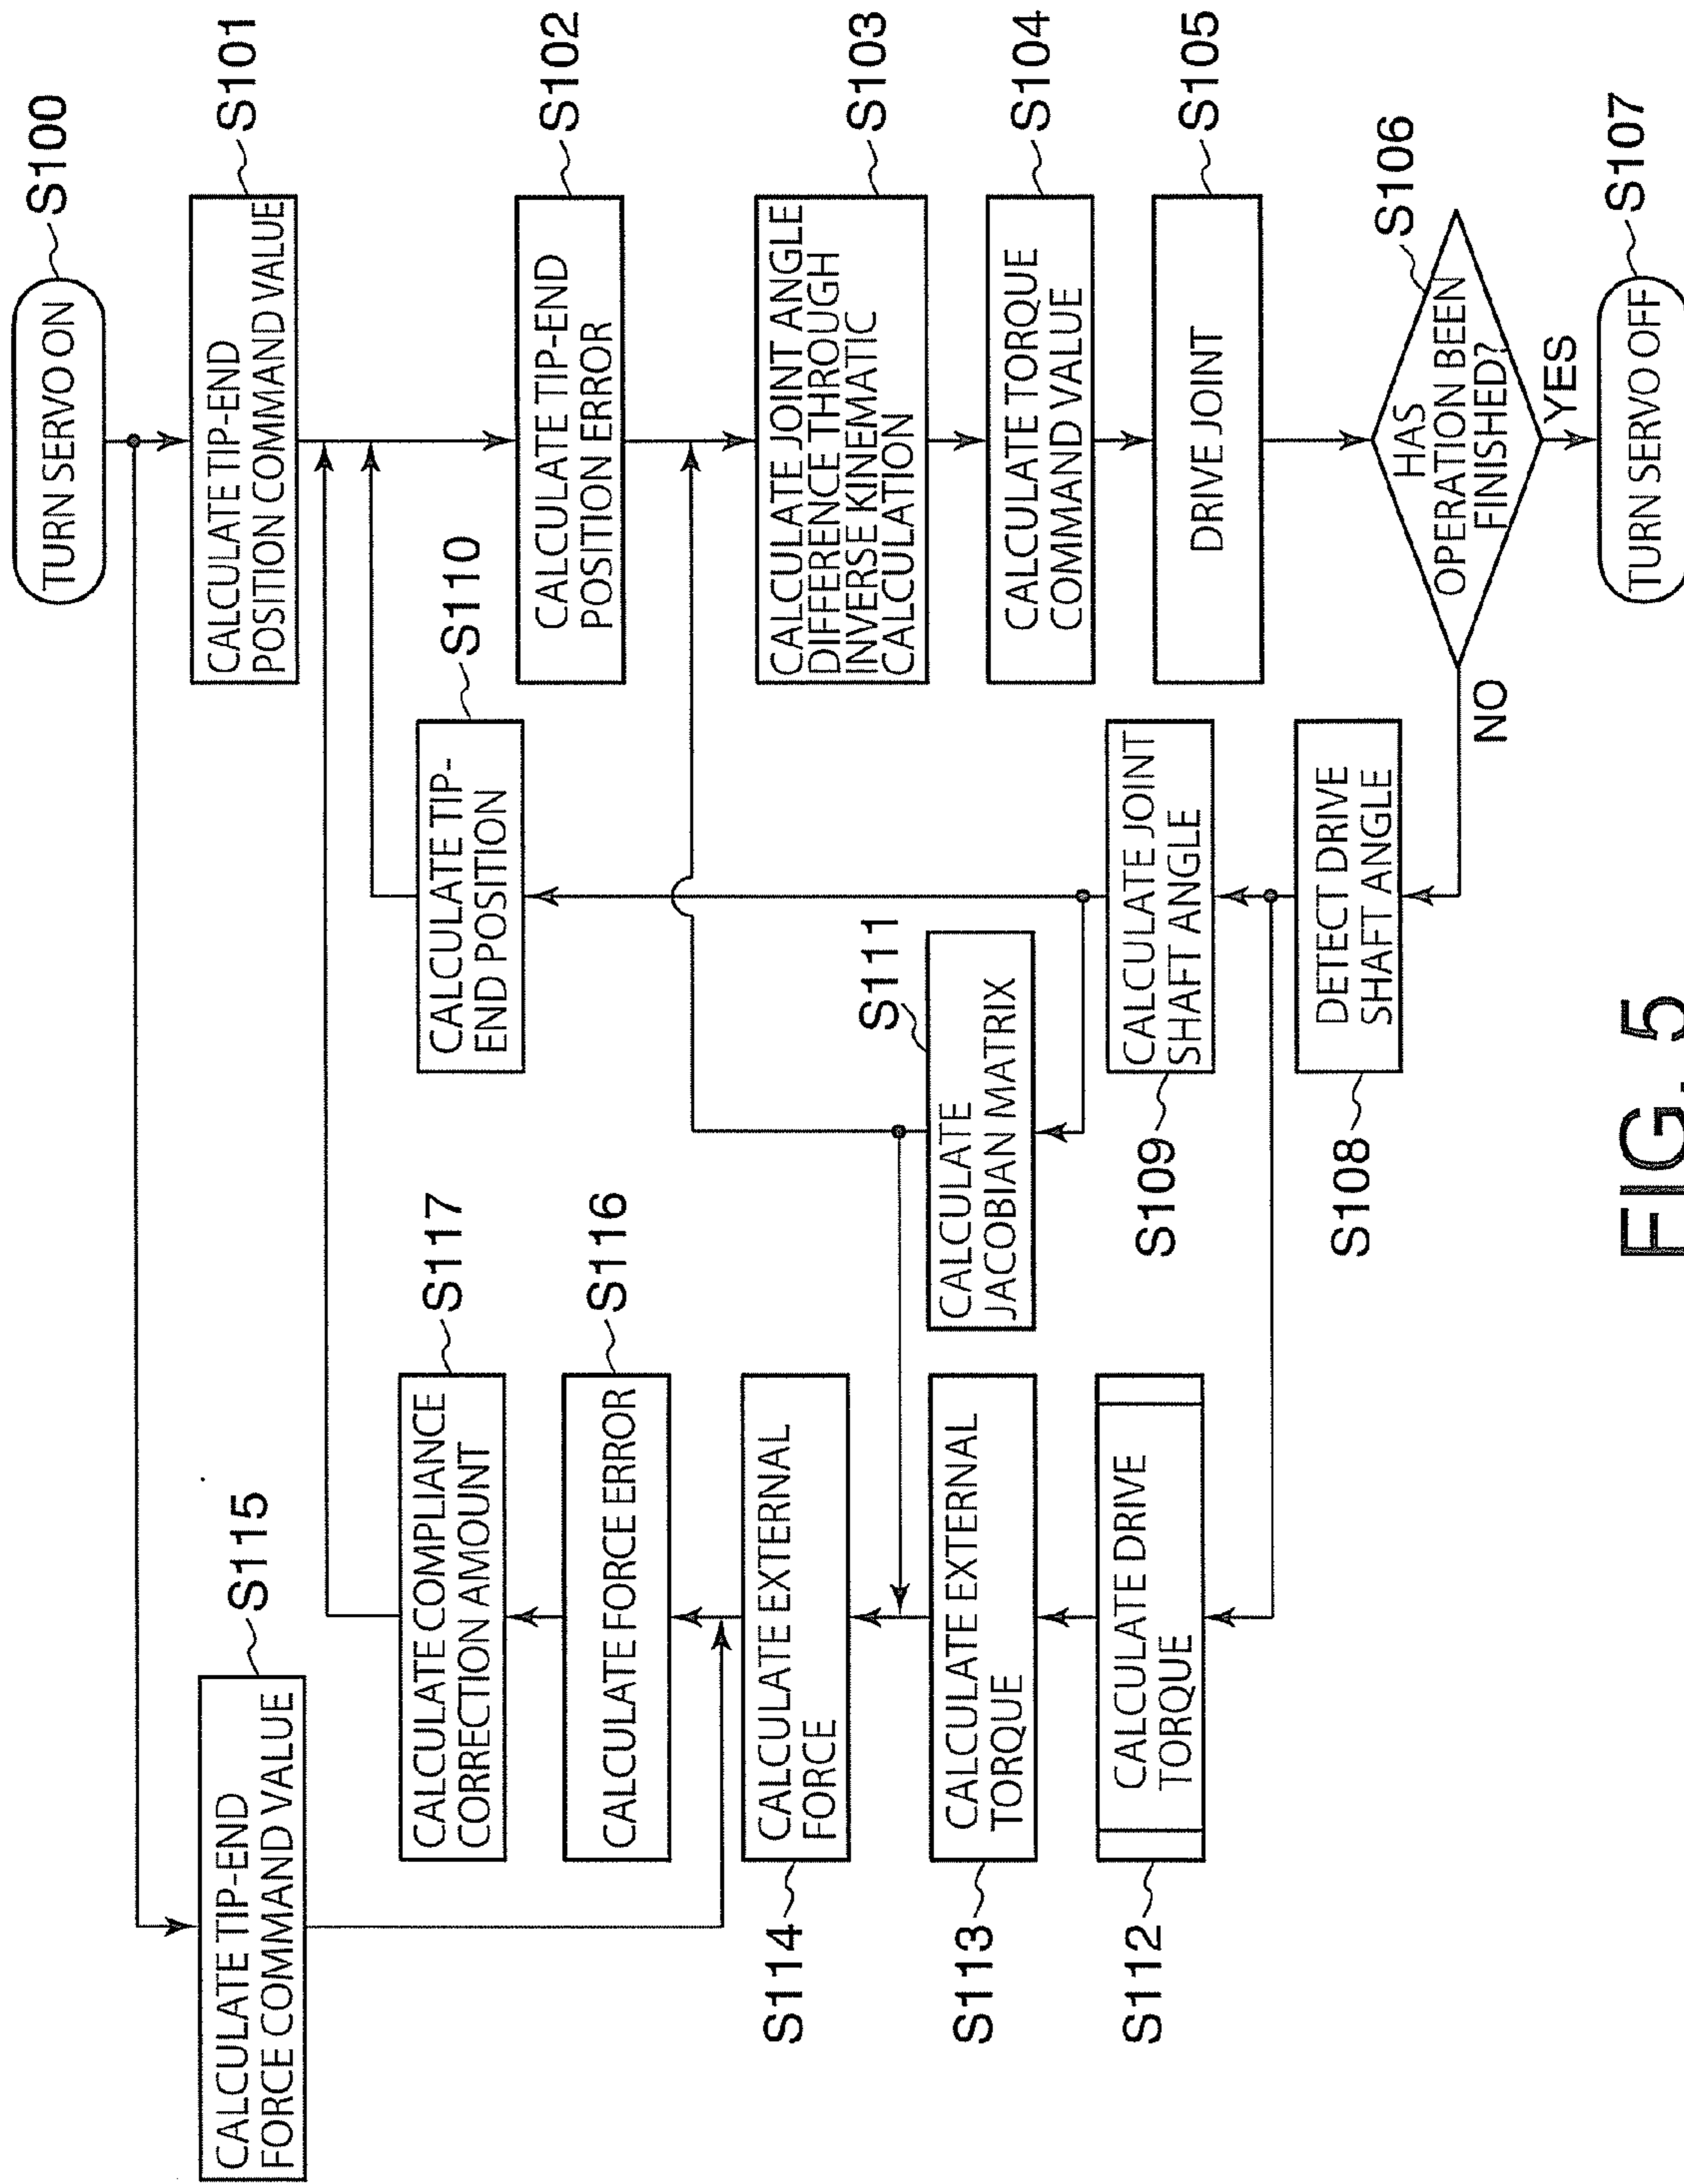 TURN SERVO ON
S100
CALCULATE TIP-END
POSITION COMMAND VALUE
S101
CALCULATE TIP-END
POSITION ERROR
S102
CALCULATE JOINT ANGLE
DIFFERENCE THROUGH
INVERSE KINEMATIC
CALCULATION
S103
CALCULATE TORQUE
COMMAND VALUE
S104
DRIVE JOINT
S105
HAS
OPERATION BEEN
FINISHED?
S106
YES
NO
TURN SERVO OFF
S107
DETECT DRIVE
SHAFT ANGLE
S108
CALCULATE JOINT
SHAFT ANGLE
S109
CALCULATE TIP-
END POSITION
S110
CALCULATE
JACOBIAN MATRIX
S111
CALCULATE DRIVE
TORQUE
S112
CALCULATE EXTERNAL
TORQUE
S113
CALCULATE EXTERNAL
FORCE
S114
CALCULATE TIP-END
FORCE COMMAND VALUE
S115
CALCULATE FORCE ERROR
S116
CALCULATE COMPLIANCE
CORRECTION AMOUNT
S117
FIG. 5